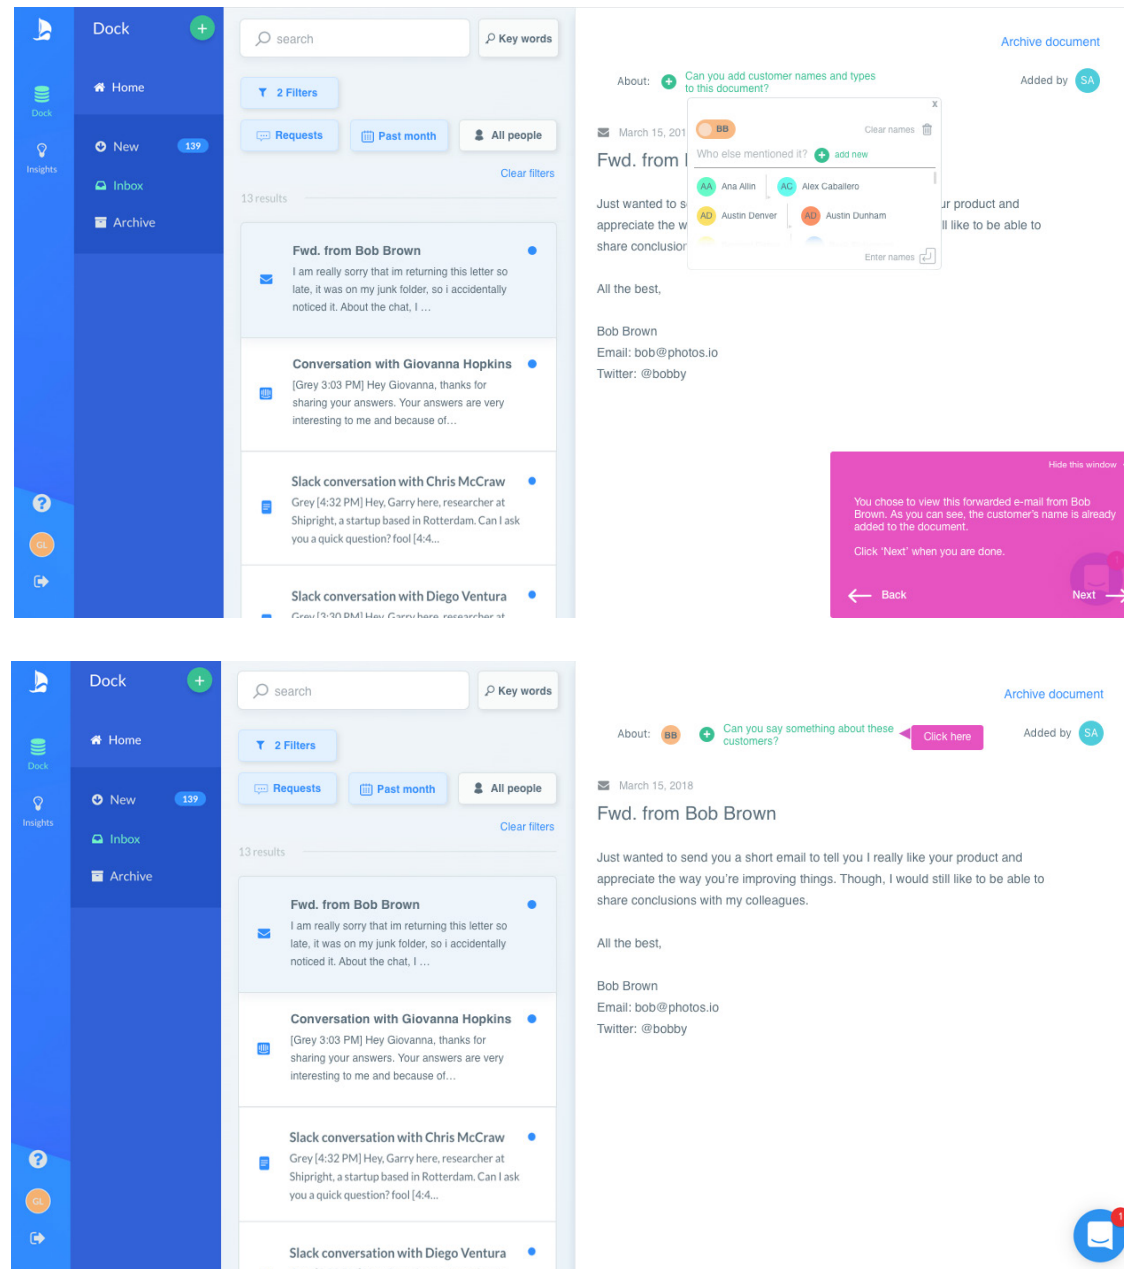 Dock
+
search
Key words
Home
2 Filters
Dock
Requests
Past month
All people
New
139
Insights
Clear filters
Inbox
13 results
Archive
Fwd. from Bob Brown
I am really sorry that im returning this letter so
late, it was on my junk folder, so i accidentally
noticed it. About the chat, I …
Conversation with Giovanna Hopkins
[Grey 3:03 PM] Hey Giovanna, thanks for
sharing your answers. Your answers are very
interesting to me and because of…
Slack conversation with Chris McCraw
Grey [4:32 PM] Hey, Garry here, researcher at
Shipright, a startup based in Rotterdam. Can I ask
you a quick question? fool [4:4...
Slack conversation with Diego Ventura
Grey [3:30 PM] Hey, Garry here, researcher at
?
GL
Archive document
About:
Can you add customer names and types
to this document?
Added by SA
x
BB
Clear names
March 15, 201
Fwd. from
Who else mentioned it?
add new
AA Ana Allin
AC Alex Caballero
AD Austin Denver
AD Austin Dunham
Enter names
Just wanted to s
ur product and
appreciate the w
ll like to be able to
share conclusion
All the best,
Bob Brown
Email: bob@photos.io
Twitter: @bobby
Hide this window
You chose to view this forwarded e-mail from Bob
Brown. As you can see, the customer's name is already
added to the document.
Click ‘Next’ when you are done.
1
Back
Next
Dock
+
search
Key words
Home
2 Filters
Dock
Requests
Past month
All people
New
139
Insights
Clear filters
Inbox
13 results
Archive
Fwd. from Bob Brown
I am really sorry that im returning this letter so
late, it was on my junk folder, so i accidentally
noticed it. About the chat, I …
Conversation with Giovanna Hopkins
[Grey 3:03 PM] Hey Giovanna, thanks for
sharing your answers. Your answers are very
interesting to me and because of…
Slack conversation with Chris McCraw
Grey [4:32 PM] Hey, Garry here, researcher at
Shipright, a startup based in Rotterdam. Can I ask
you a quick question? fool [4:4...
Slack conversation with Diego Ventura
?
GL
Archive document
About:
BB
Can you say something about these
customers?
Click here
Added by SA
March 15, 2018
Fwd. from Bob Brown
Just wanted to send you a short email to tell you I really like your product and
appreciate the way you’re improving things. Though, I would still like to be able to
share conclusions with my colleagues.
All the best,
Bob Brown
Email: bob@photos.io
Twitter: @bobby
1